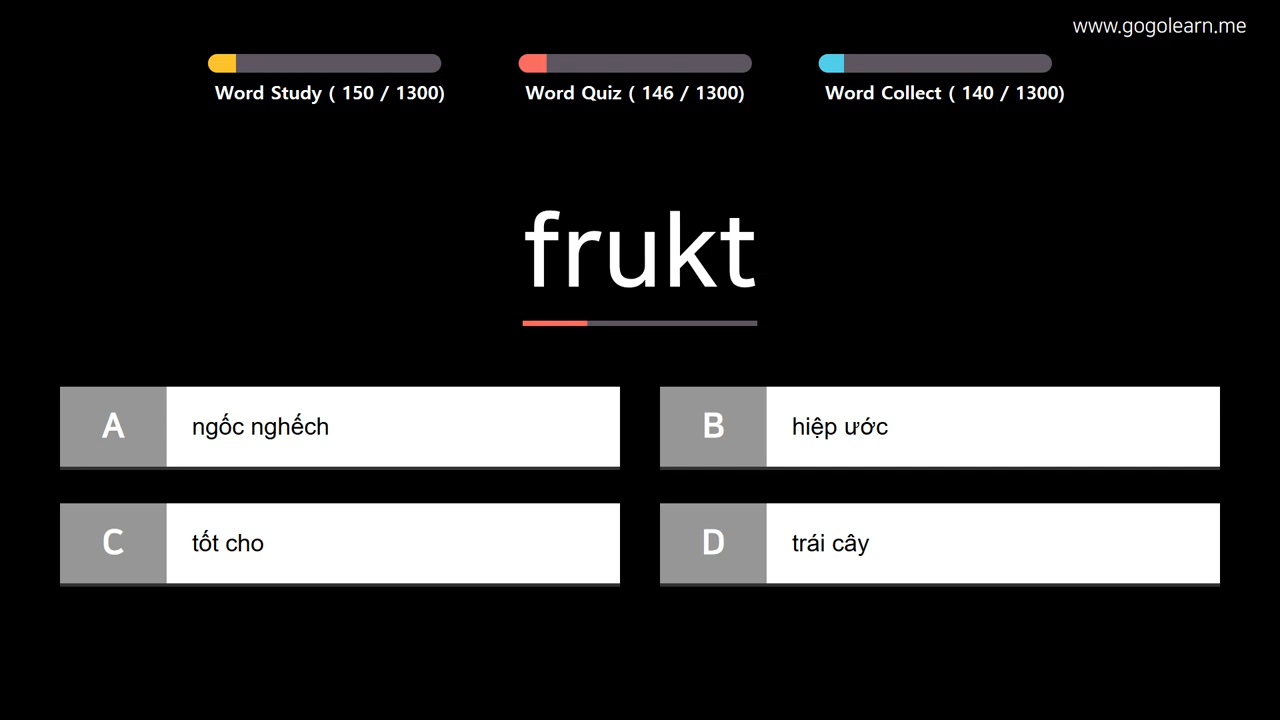 www.gogolearn.me
Word Study ( 150 / 1300)
Word Quiz ( 146 / 1300)
Word Collect ( 140 / 1300)
frukt
A ngốc nghếch
B hiệp ước
C tốt cho
D trái cây